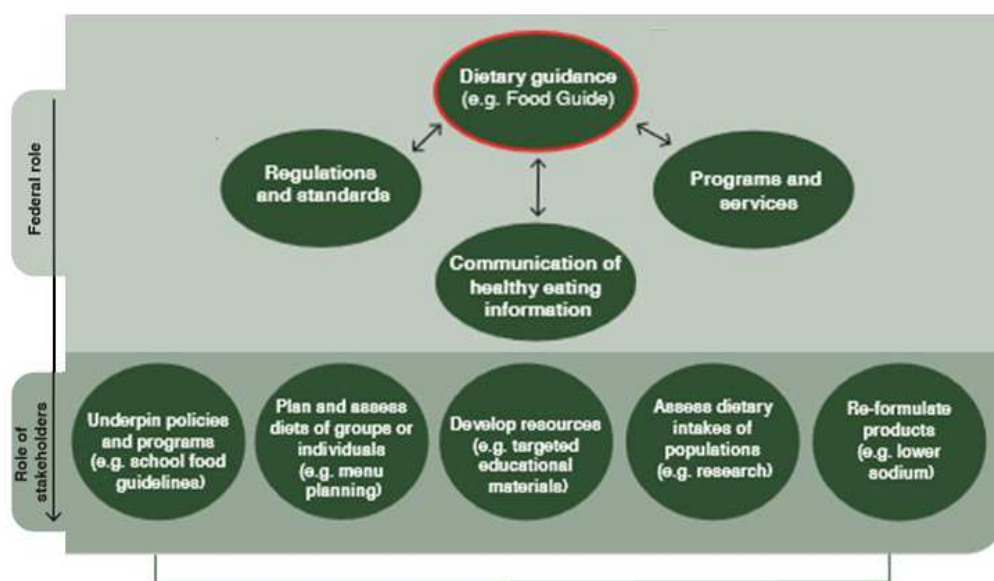 Dietary guidance
(e.g. Food Guide)
Regulations
and standards
Programs and
services
Communication of
healthy eating
information
Federal role
Underpin policies
and programs
(e.g. school food
guidelines)
Plan and assess
diets of groups or
individuals
(e.g. menu
planning)
Develop resources
(e.g. targeted
educational
materials)
Assess dietary
intakes of
populations
(e.g. research)
Re-formulate
products
(e.g. lower
sodium)
Role of
stakeholders